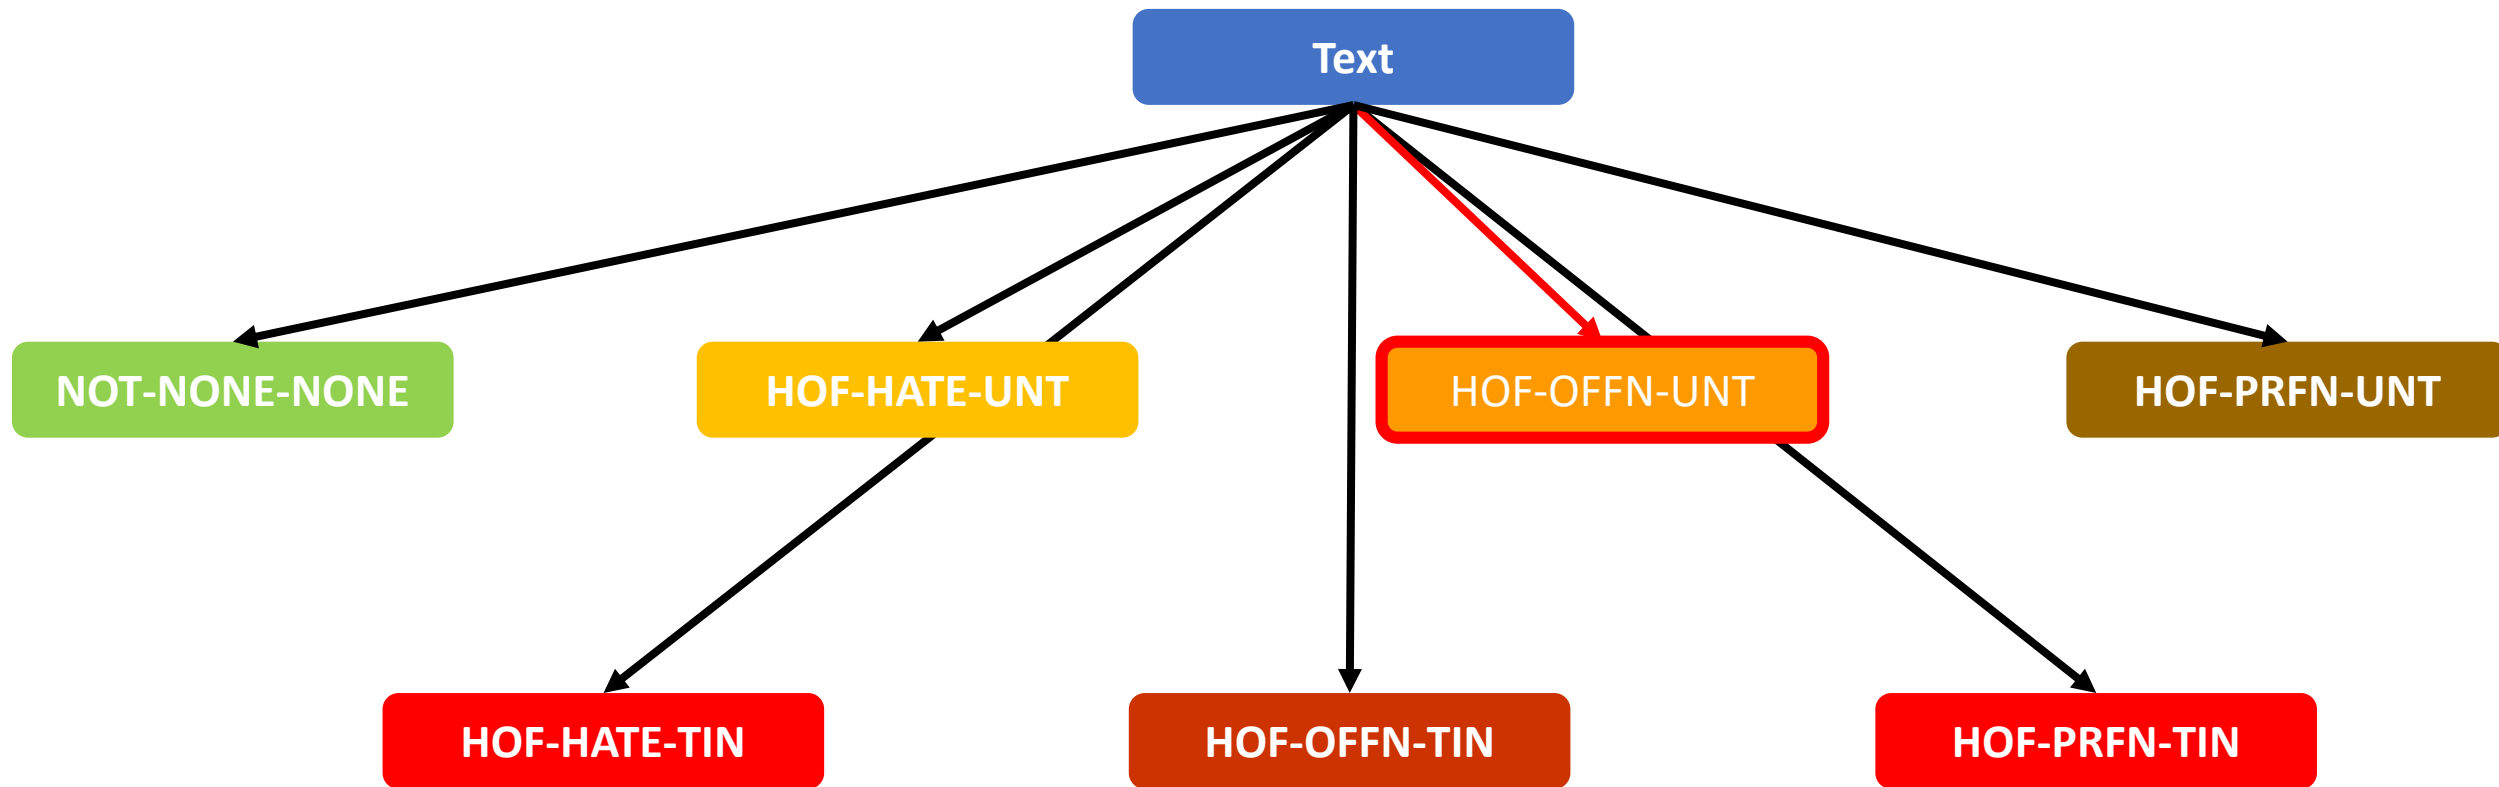 Text
NOT-NONE-NONE
HOF-HATE-UNT
HOF-OFFN-UNT
HOF-PRFN-UNT
HOF-HATE-TIN
HOF-OFFN-TIN
HOF-PRFN-TIN